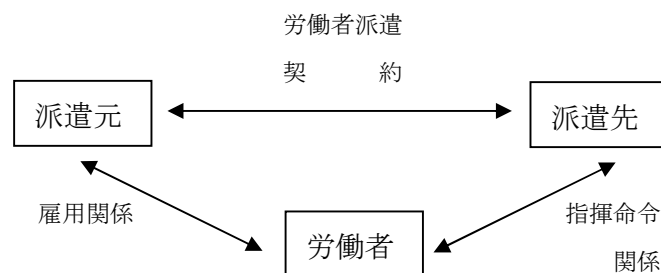 労働者派遣
契　　約
派遣元
派遣先
雇用関係
指揮命令
関係
労働者